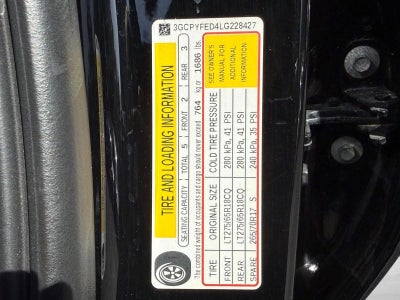 3GCPYFED4LG228427
TIRE AND LOADING INFORMATION
SEATING CAPACITY TOTAL 5 FRONT 2 REAR 3
The combined weight of occupants and cargo should never exceed 764 kg or 1686 lbs.
TIRE ORIGINAL SIZE COLD TIRE PRESSURE
FRONT LT275/65R18CQ 280 kPa, 41 PSI
REAR LT275/65R18CQ 280 kPa, 41 PSI
SPARE 265/70R17 S 240 kPa, 35 PSI
SEE OWNER'S
MANUAL FOR
ADDITIONAL
INFORMATION